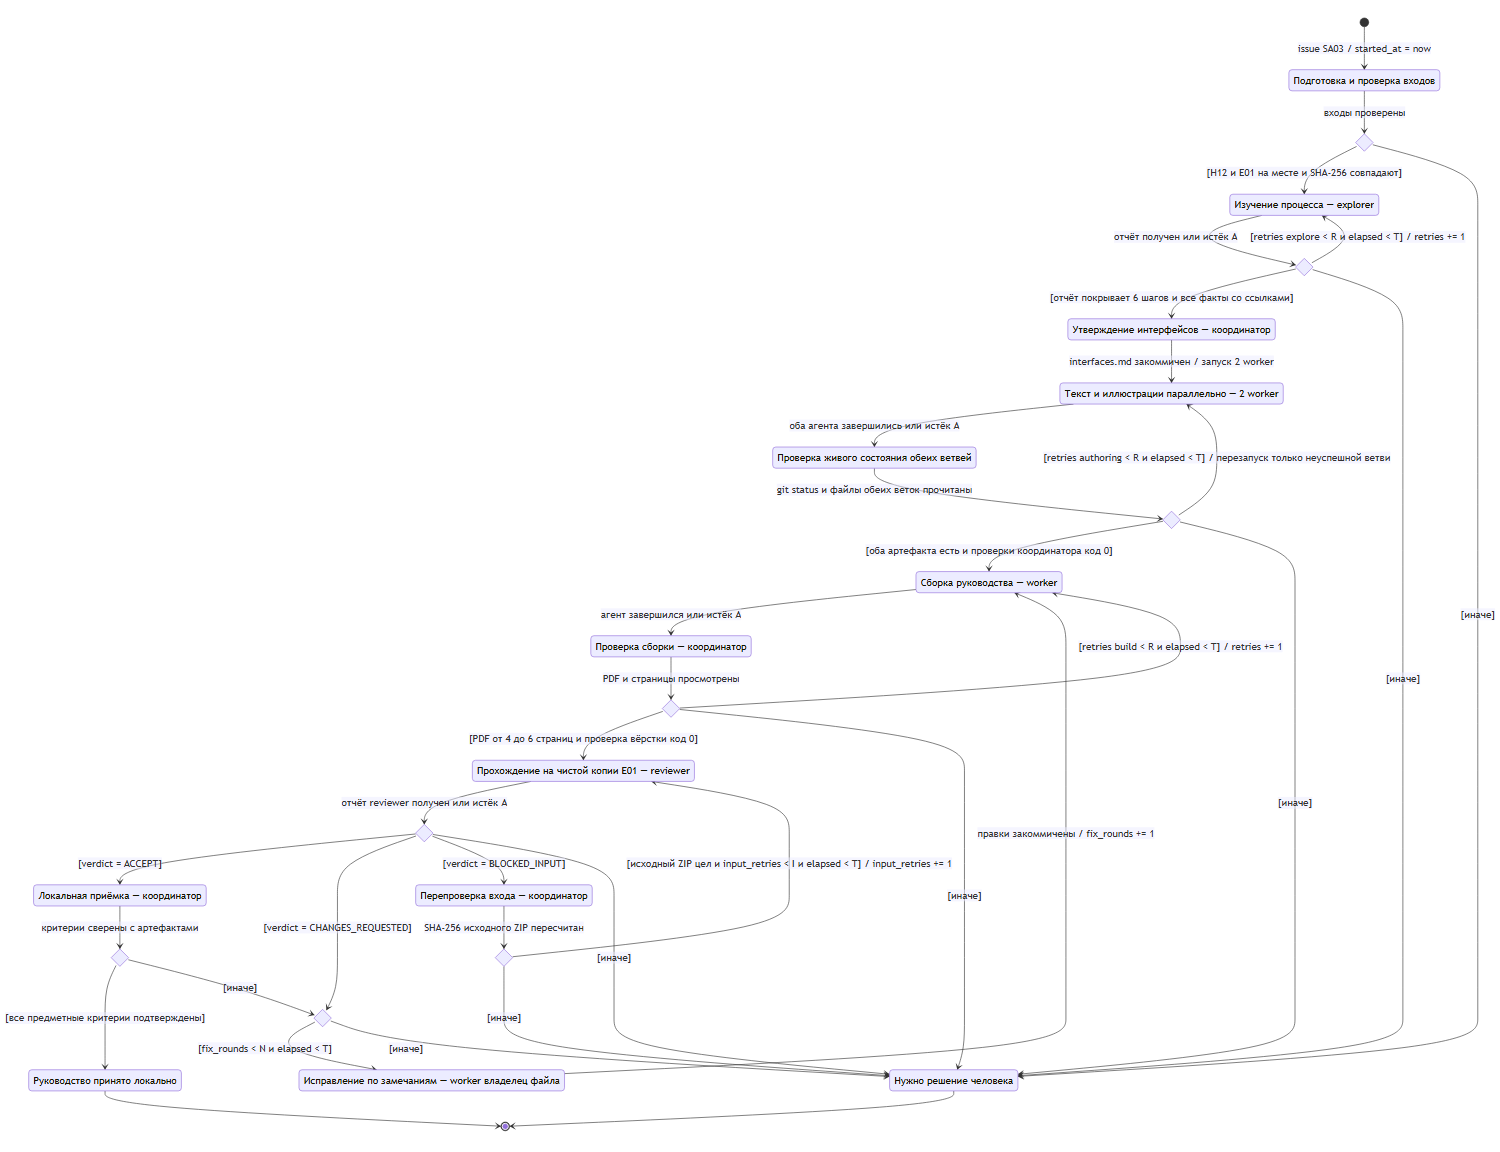 issue SA03 / started_at = now
Подготовка и проверка входов
входы проверены
[H12 и E01 на месте и SHA-256 совпадают]
Изучение процесса — explorer
отчёт получен или истёк A
[retries explore < R и elapsed < T] / retries += 1
[отчёт покрывает 6 шагов и все факты со ссылками]
Утверждение интерфейсов — координатор
interfaces.md закоммичен / запуск 2 worker
Текст и иллюстрации параллельно — 2 worker
оба агента завершились или истёк A
Проверка живого состояния обеих ветвей
[retries authoring < R и elapsed < T] / перезапуск только неуспешной ветви
git status и файлы обеих веток прочитаны
[оба артефакта есть и проверки координатора код 0]
Сборка руководства — worker
агент завершился или истёк A
[иначе]
Проверка сборки — координатор
[retries build < R и elapsed < T] / retries += 1
PDF и страницы просмотрены
[иначе]
[PDF от 4 до 6 страниц и проверка вёрстки код 0]
Прохождение на чистой копии E01 — reviewer
отчёт reviewer получен или истёк A
[иначе]
правки закоммичены / fix_rounds += 1
[verdict = ACCEPT]
[verdict = BLOCKED_INPUT]
[исходный ZIP цел и input_retries < I и elapsed < T] / input_retries += 1
Локальная приёмка — координатор
Перепроверка входа — координатор
[иначе]
критерии сверены с артефактами
[verdict = CHANGES_REQUESTED]
SHA-256 исходного ZIP пересчитан
[иначе]
[иначе]
[все предметные критерии подтверждены]
[иначе]
[fix_rounds < N и elapsed < T]
[иначе]
Руководство принято локально
Исправление по замечаниям — worker владелец файла
Нужно решение человека